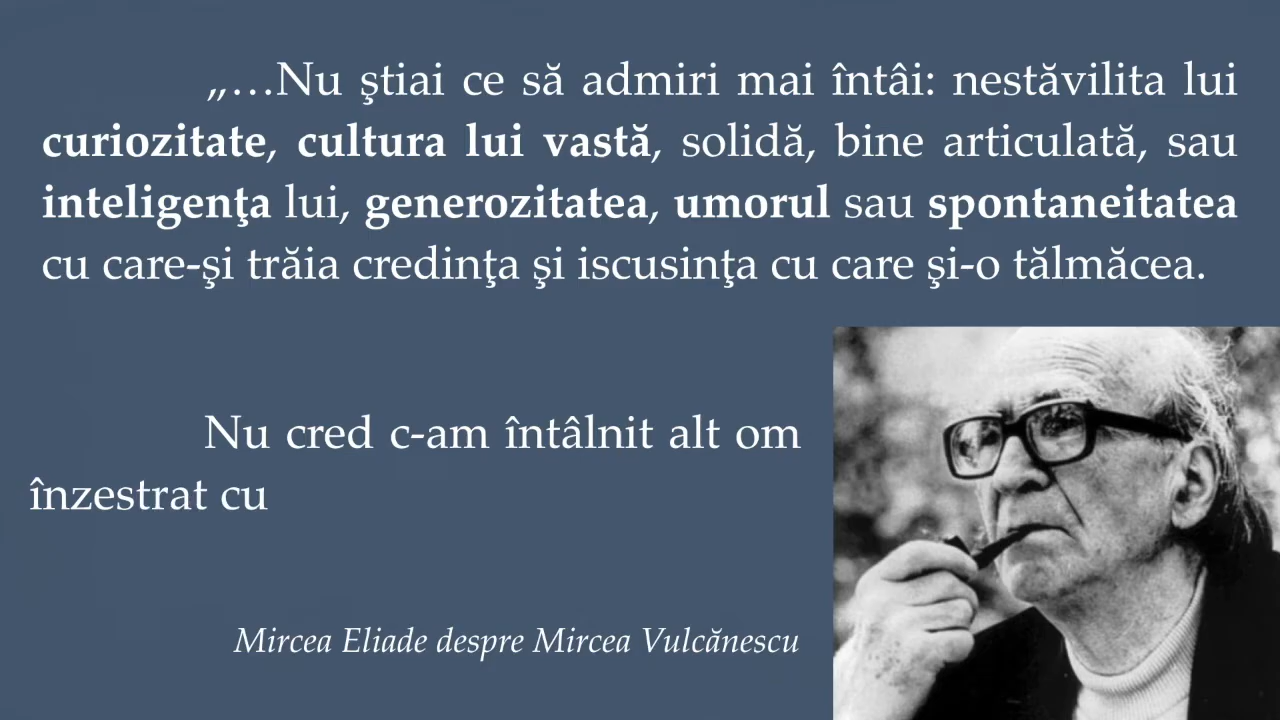 „…Nu ştiai ce să admiri mai întâi: nestăvilita lui
curiozitate, cultura lui vastă, solidă, bine articulată, sau
inteligenţa lui, generozitatea, umorul sau spontaneitatea
cu care-şi trăia credinţa şi iscusinţa cu care şi-o tălmăcea.
Nu cred c-am întâlnit alt om
înzestrat cu
Mircea Eliade despre Mircea Vulcănescu